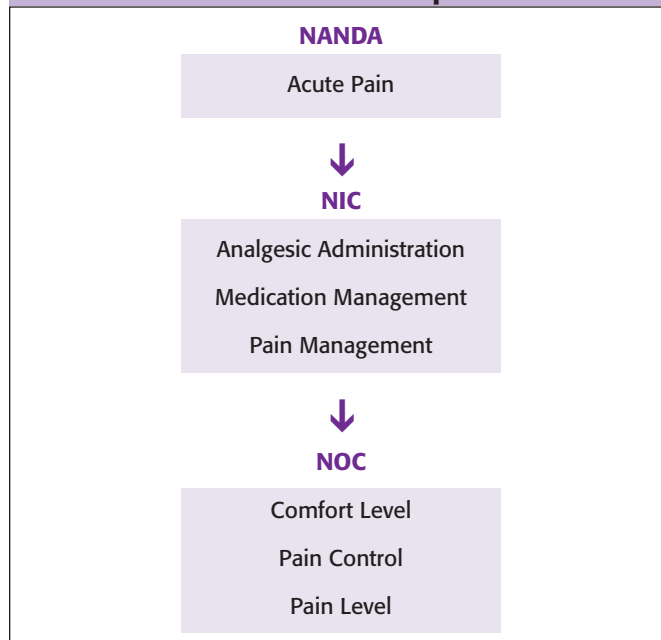 NANDA
Acute Pain
NIC
Analgesic Administration
Medication Management
Pain Management
NOC
Comfort Level
Pain Control
Pain Level